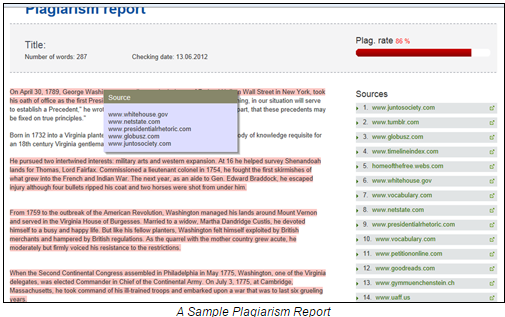 Plagiarism report
Title:
Number of words: 287 Checking date: 13.06.2012
Plag. rate 86 %
On April 30, 1789, George Washi Wall Street in New York, took
his oath of office as the first Presi ning, in our situation will serve
to establish a Precedent," he wrot part, that these precedents may
be fixed on true principles."
Born in 1732 into a Virginia plante body of knowledge requisite for
an 18th century Virginia gentlema
Source
www.whitehouse.gov
www.netstate.com
www.presidentialrhetoric.com
www.globusz.com
www.juntosociety.com
He pursued two intertwined interests: military arts and western expansion. At 16 he helped survey Shenandoah
lands for Thomas, Lord Fairfax. Commissioned a lieutenant colonel in 1754, he fought the first skirmishes of
what grew into the French and Indian War. The next year, as an aide to Gen. Edward Braddock, he escaped
injury although four bullets ripped his coat and two horses were shot from under him.
From 1759 to the outbreak of the American Revolution, Washington managed his lands around Mount Vernon
and served in the Virginia House of Burgesses. Married to a widow, Martha Dandridge Custis, he devoted
himself to a busy and happy life. But like his fellow planters, Washington felt himself exploited by British
merchants and hampered by British regulations. As the quarrel with the mother country grew acute, he
moderately but firmly voiced his resistance to the restrictions.
When the Second Continental Congress assembled in Philadelphia in May.1775, Washington, one of the Virginia
delegates, was elected Commander in Chief of the Continental Army. On July 3, 1775, at Cambridge,
Massachusetts, he took command of his ill-trained troops and embarked upon a war that was to last six grueling
years.
Sources
1. www.juntosociety.com
2. www.tumblr.com
3. www.globusz.com
4. www.timelineindex.com
5. homeofthefree.webs.com
6. www.whitehouse.gov
7. www.vocabulary.com
8. www.netstate.com
9. www.presidentialrhetoric.com
10. www.vocabulary.com
11. www.petitiononline.com
12. www.goodreads.com
13. www.gymmuenchenstein.ch
14. www.uaff.us
A Sample Plagiarism Report